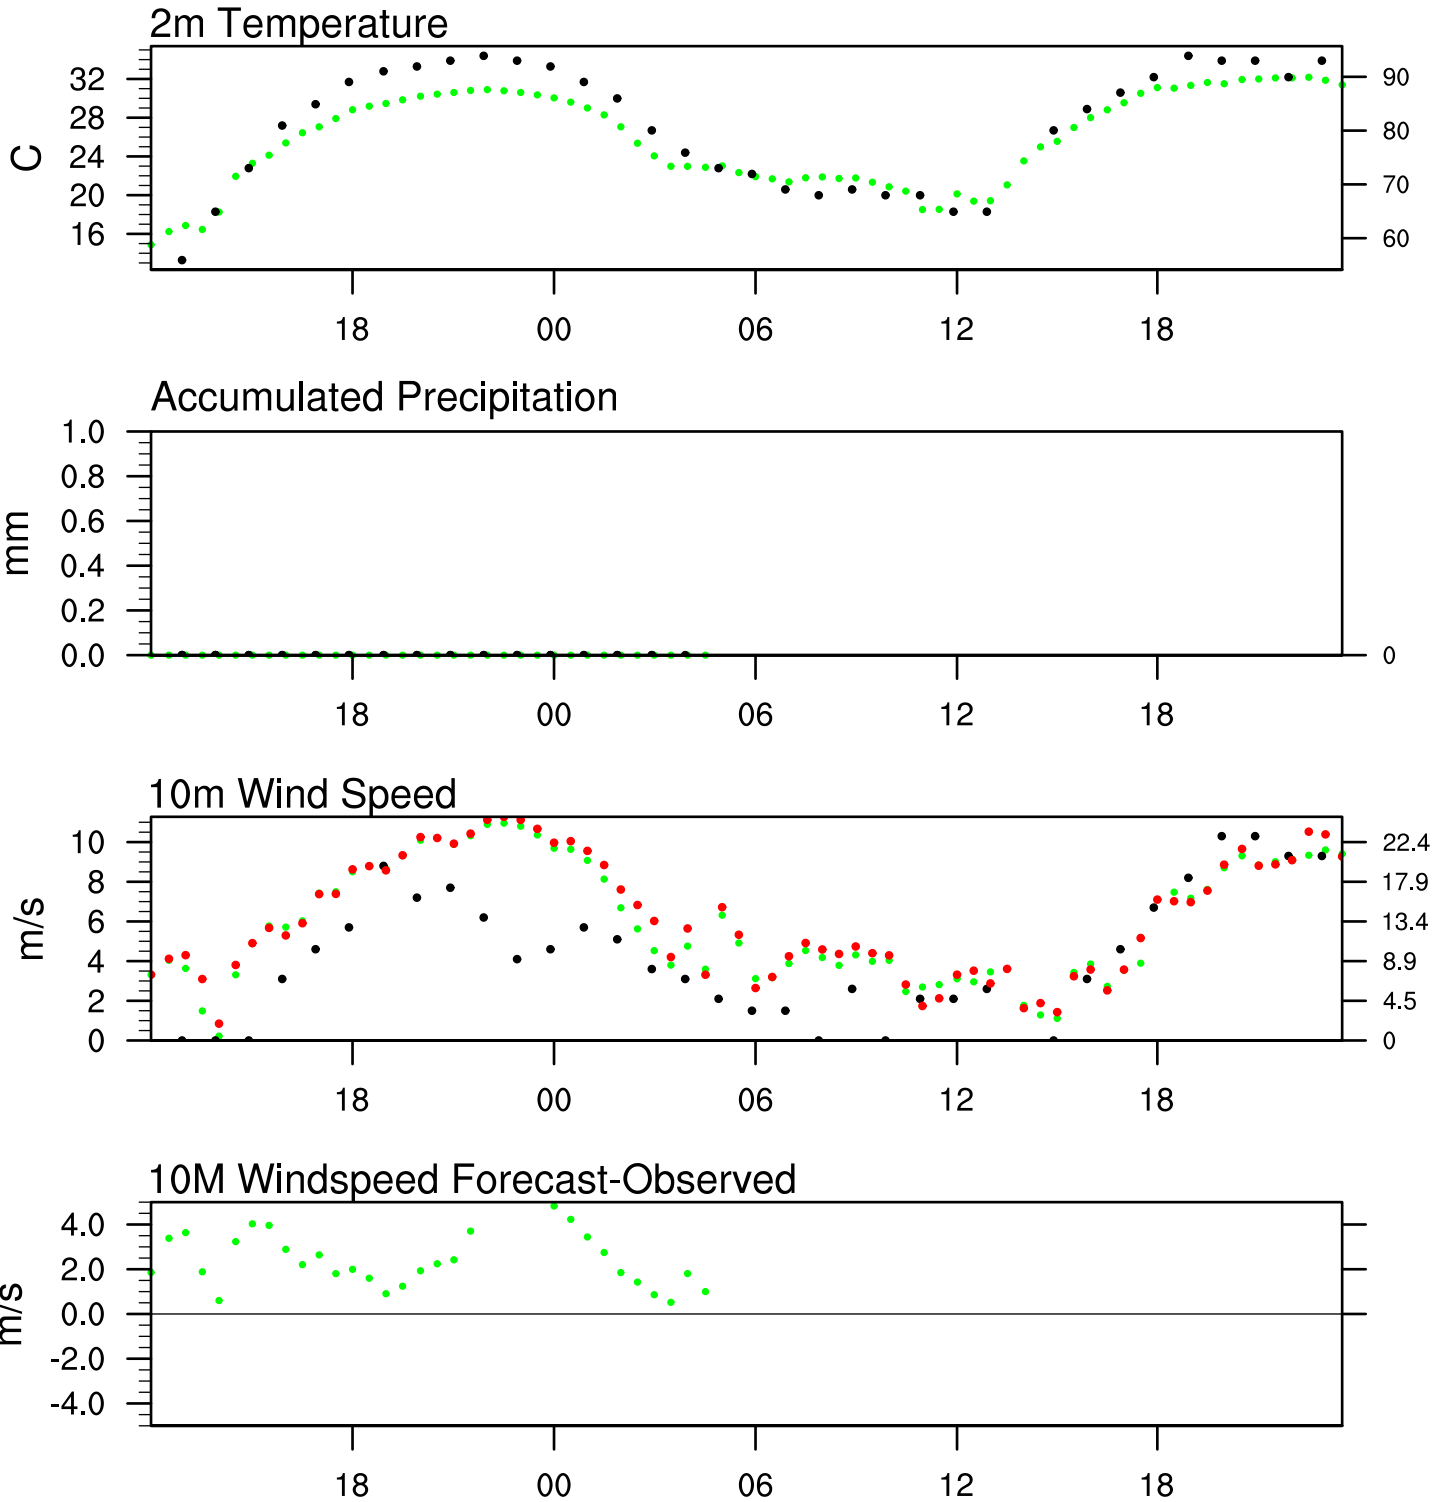 2m Temperature
C
32
28
24
20
16
90
80
70
60
18 00 06 12 18
Accumulated Precipitation
mm
1.0
0.8
0.6
0.4
0.2
0.0
0
18 00 06 12 18
10m Wind Speed
m/s
10
8
6
4
2
0
22.4
17.9
13.4
8.9
4.5
0
18 00 06 12 18
10M Windspeed Forecast-Observed
m/s
4.0
2.0
0.0
-2.0
-4.0
18 00 06 12 18